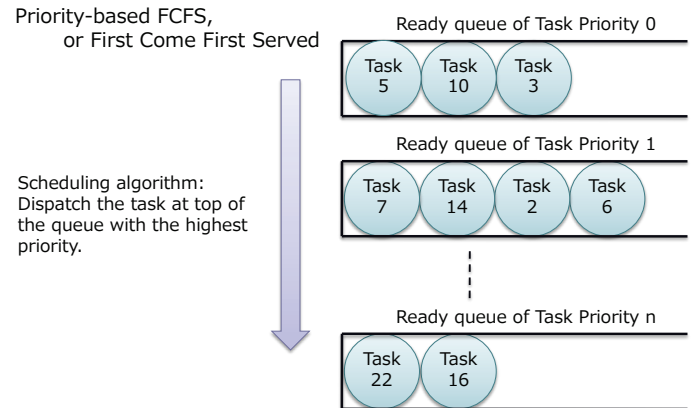 Priority-based FCFS,
or First Come First Served
Scheduling algorithm:
Dispatch the task at top of
the queue with the highest
priority.
Ready queue of Task Priority 0
Task
5
Task
10
Task
3
Ready queue of Task Priority 1
Task
7
Task
14
Task
2
Task
6
Ready queue of Task Priority n
Task
22
Task
16